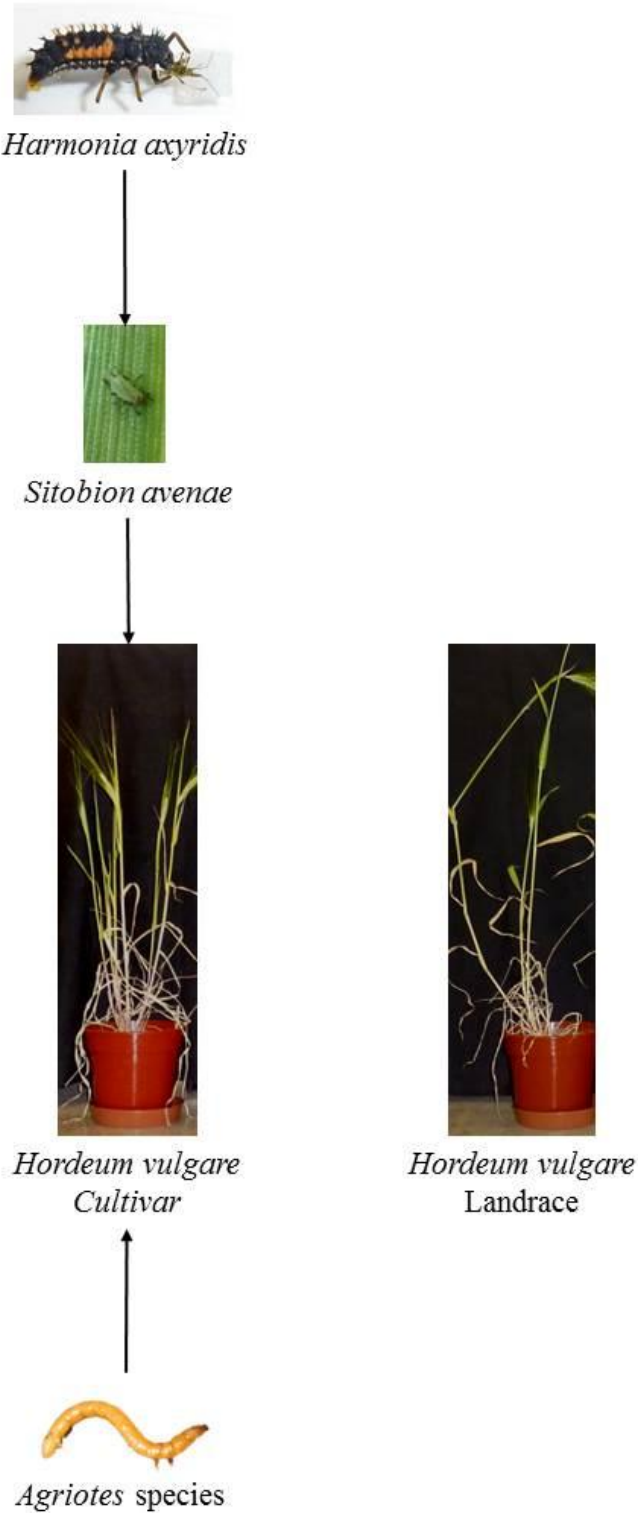 Harmonia axyridis
Sitobion avenae
Hordeum vulgare
Cultivar
Hordeum vulgare
Landrace
Agriotes species